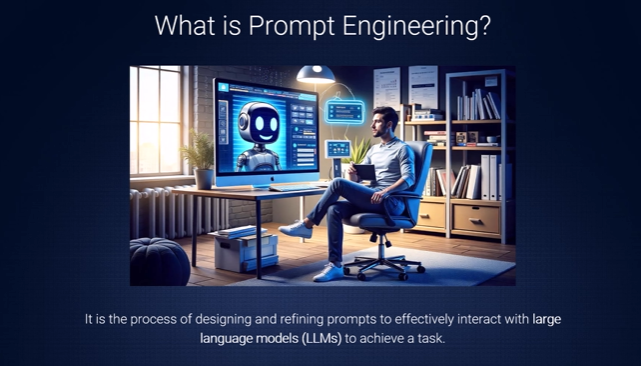 What is Prompt Engineering?
It is the process of designing and refining prompts to effectively interact with large
language models (LLMs) to achieve a task.